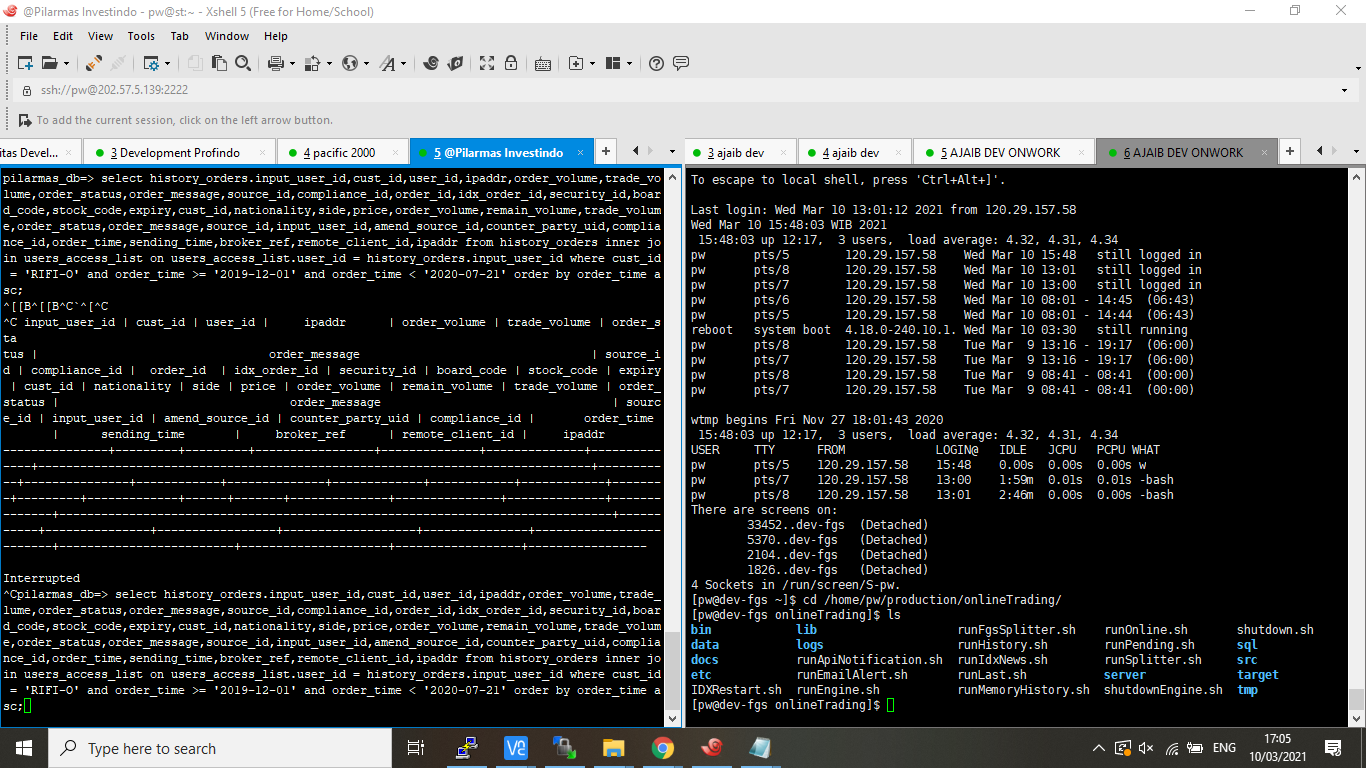 @Pilarmas Investindo - pw@st:~ - Xshell 5 (Free for Home/School)
File Edit View Tools Tab Window Help
ssh://pw@202.57.5.139:2222
To add the current session, click on the left arrow button.
itas Devel... 3 Development Profindo 4 pacific 2000 5 @Pilarmas Investindo
pilarmas_db=> select history_orders.input_user_id,cust_id,user_id,ipaddr,order_volume,trade_vo
lume,order_status,order_message,source_id,compliance_id,order_id,idx_order_id,security_id,boar
d_code,stock_code,expiry,cust_id,nationality,side,price,order_volume,remain_volume,trade_volum
e,order_status,order_message,source_id,input_user_id,amend_source_id,counter_party_uid,complia
nce_id,order_time,sending_time,broker_ref,remote_client_id,ipaddr from history_orders inner jo
in users_access_list on users_access_list.user_id = history_orders.input_user_id where cust_id
= 'RIFI-O' and order_time >= '2019-12-01' and order_time < '2020-07-21' order by order_time a
sc;
^[[B^[[B^C`^[^C
^C input_user_id | cust_id | user_id | ipaddr | order_volume | trade_volume | order_s
ta
tus | order_message | source_i
d | compliance_id | order_id | idx_order_id | security_id | board_code | stock_code | expiry
| cust_id | nationality | side | price | order_volume | remain_volume | trade_volume | order_
status | order_message | sourc
e_id | input_user_id | amend_source_id | counter_party_uid | compliance_id | order_time
| sending_time | broker_ref | remote_client_id | ipaddr
Interrupted
^Cpilarmas_db=> select history_orders.input_user_id,cust_id,user_id,ipaddr,order_volume,trade_
lume,order_status,order_message,source_id,compliance_id,order_id,idx_order_id,security_id,boar
d_code,stock_code,expiry,cust_id,nationality,side,price,order_volume,remain_volume,trade_volum
e,order_status,order_message,source_id,input_user_id,amend_source_id,counter_party_uid,complia
nce_id,order_time,sending_time,broker_ref,remote_client_id,ipaddr from history_orders inner jo
in users_access_list on users_access_list.user_id = history_orders.input_user_id where cust_id
= 'RIFI-O' and order_time >= '2019-12-01' and order_time < '2020-07-21' order by order_time a
sc;
3 ajaib dev 4 ajaib dev 5 AJAIB DEV ONWORK 6 AJAIB DEV ONWORK
To escape to local shell, press 'Ctrl+Alt+]'.
Last login: Wed Mar 10 13:01:12 2021 from 120.29.157.58
Wed Mar 10 15:48:03 WIB 2021
15:48:03 up 12:17, 3 users, load average: 4.32, 4.31, 4.34
pw pts/5 120.29.157.58 Wed Mar 10 15:48 still logged in
pw pts/8 120.29.157.58 Wed Mar 10 13:01 still logged in
pw pts/7 120.29.157.58 Wed Mar 10 13:00 still logged in
pw pts/6 120.29.157.58 Wed Mar 10 08:01 - 14:45 (06:43)
pw pts/5 120.29.157.58 Wed Mar 10 08:01 - 14:44 (06:43)
reboot system boot 4.18.0-240.10.1. Wed Mar 10 03:30 still running
pw pts/8 120.29.157.58 Tue Mar 9 13:16 - 19:17 (06:00)
pw pts/7 120.29.157.58 Tue Mar 9 13:16 - 19:17 (06:00)
pw pts/8 120.29.157.58 Tue Mar 9 08:41 - 08:41 (00:00)
pw pts/7 120.29.157.58 Tue Mar 9 08:41 - 08:41 (00:00)
wtmp begins Fri Nov 27 18:01:43 2020
15:48:03 up 12:17, 3 users, load average: 4.32, 4.31, 4.34
USER TTY FROM LOGIN@ IDLE JCPU PCPU WHAT
pw pts/5 120.29.157.58 15:48 0.00s 0.00s 0.00s w
pw pts/7 120.29.157.58 13:00 1:59m 0.01s 0.01s -bash
pw pts/8 120.29.157.58 13:01 2:46m 0.00s 0.00s -bash
There are screens on:
33452..dev-fgs (Detached)
5370..dev-fgs (Detached)
2104..dev-fgs (Detached)
1826..dev-fgs (Detached)
4 Sockets in /run/screen/S-pw.
[pw@dev-fgs ~]$ cd /home/pw/production/onlineTrading/
[pw@dev-fgs onlineTrading]$ ls
bin lib runFgsSplitter.sh runOnline.sh shutdown.sh
data logs runHistory.sh runPending.sh sql
docs runApiNotification.sh runIdxNews.sh runSplitter.sh src
etc runEmailAlert.sh runLast.sh server target
IDXRestart.sh runEngine.sh runMemoryHistory.sh shutdownEngine.sh tmp
[pw@dev-fgs onlineTrading]$
Type here to search
ENG
17:05
10/03/2021